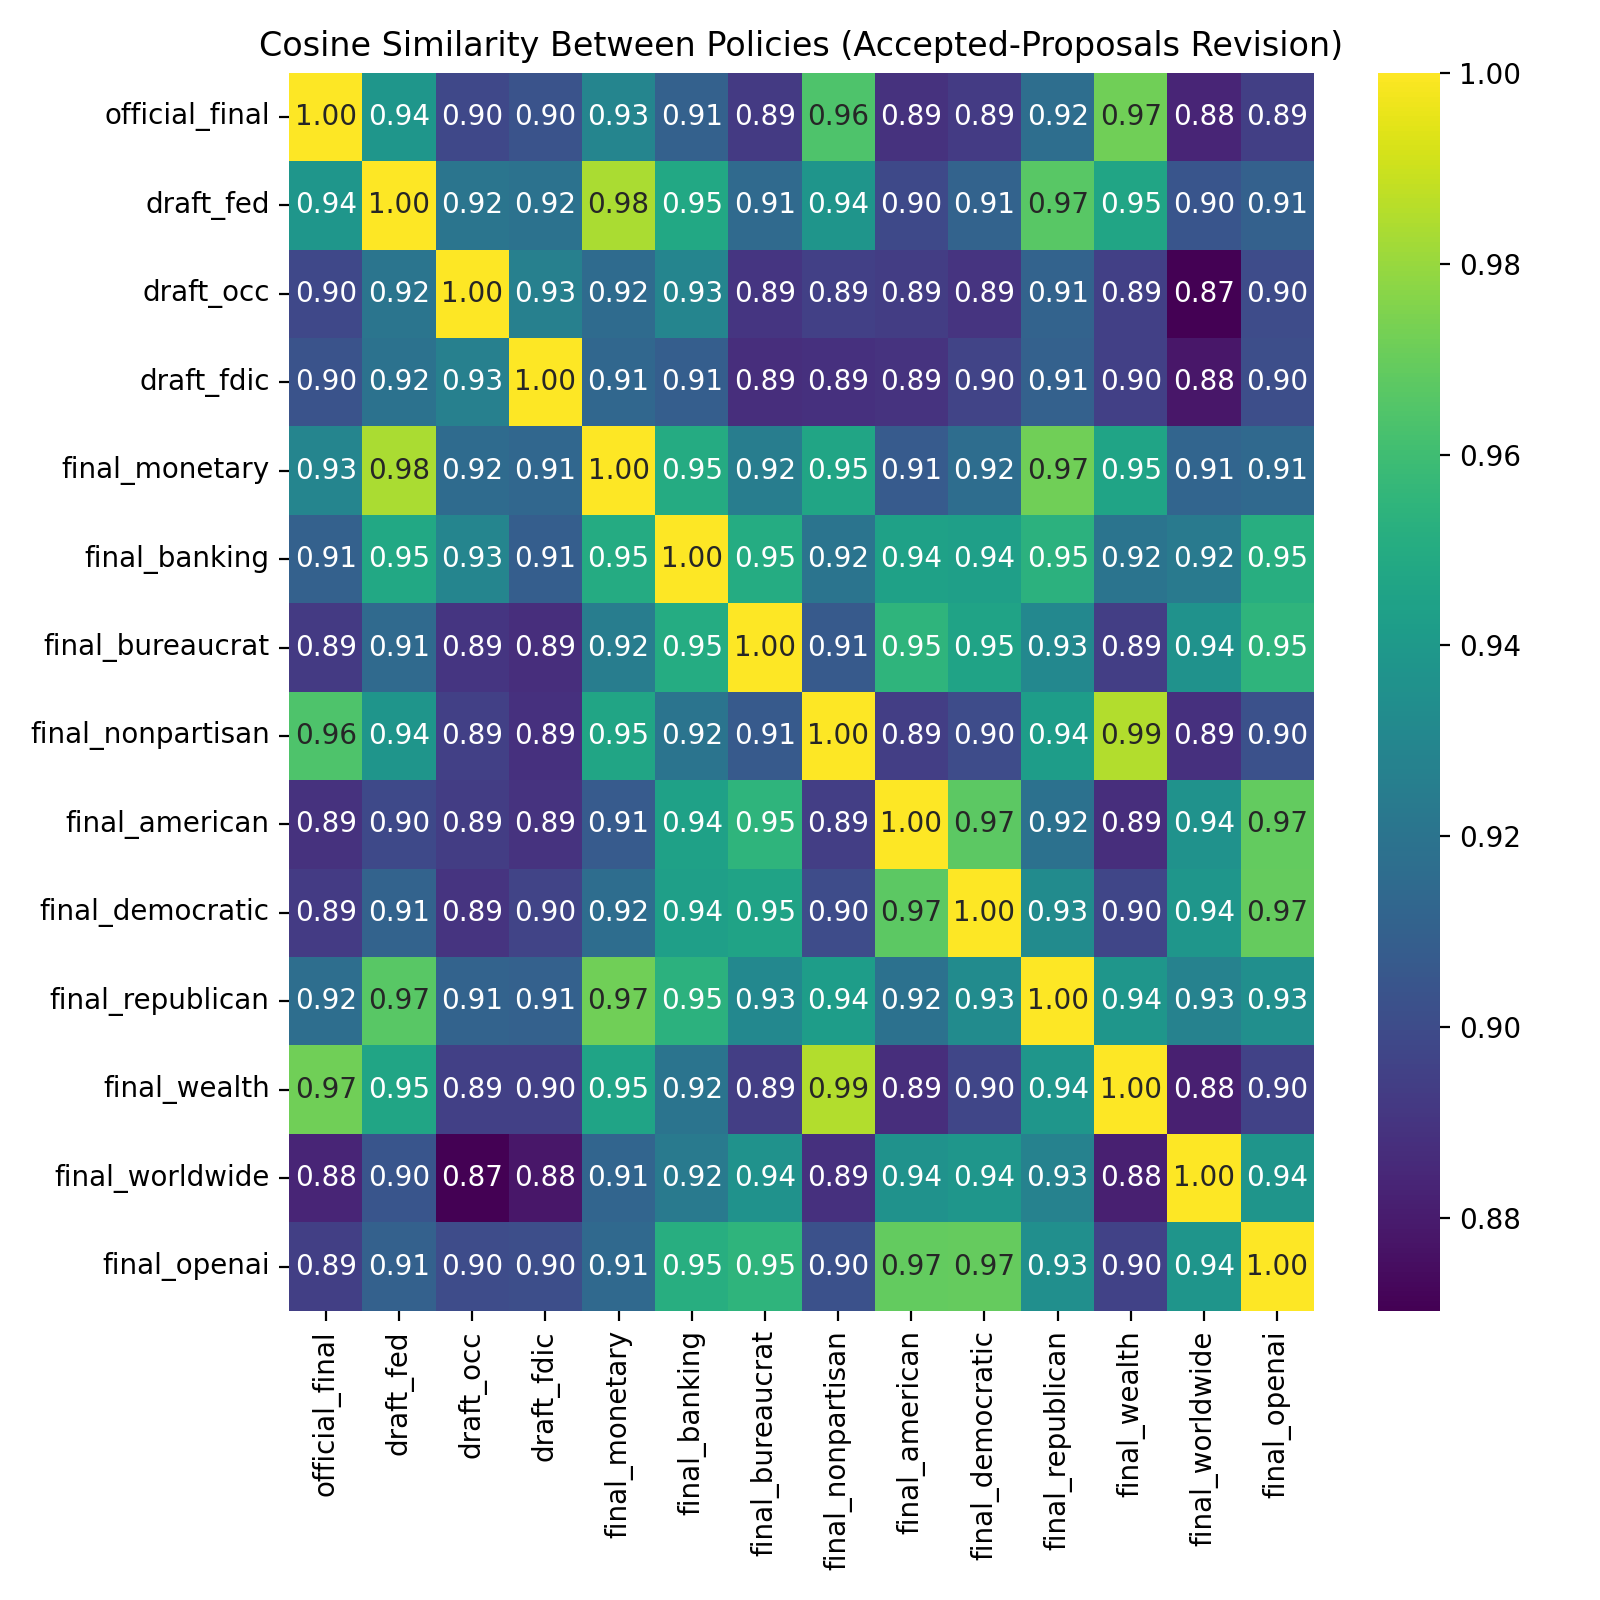 Cosine Similarity Between Policies (Accepted-Proposals Revision)
official_final 1.00 0.94 0.90 0.90 0.93 0.91 0.89 0.96 0.89 0.89 0.92 0.97 0.88 0.89
draft_fed 0.94 1.00 0.92 0.92 0.98 0.95 0.91 0.94 0.90 0.91 0.97 0.95 0.90 0.91
draft_occ 0.90 0.92 1.00 0.93 0.92 0.93 0.89 0.89 0.89 0.89 0.91 0.89 0.87 0.90
draft_fdic 0.90 0.92 0.93 1.00 0.91 0.91 0.89 0.89 0.89 0.90 0.91 0.90 0.88 0.90
final_monetary 0.93 0.98 0.92 0.91 1.00 0.95 0.92 0.95 0.91 0.92 0.97 0.95 0.91 0.91
final_banking 0.91 0.95 0.93 0.91 0.95 1.00 0.95 0.92 0.94 0.94 0.95 0.92 0.92 0.95
final_bureaucrat 0.89 0.91 0.89 0.89 0.92 0.95 1.00 0.91 0.95 0.95 0.93 0.89 0.94 0.95
final_nonpartisan 0.96 0.94 0.89 0.89 0.95 0.92 0.91 1.00 0.89 0.90 0.94 0.99 0.89 0.90
final_american 0.89 0.90 0.89 0.89 0.91 0.94 0.95 0.89 1.00 0.97 0.92 0.89 0.94 0.97
final_democratic 0.89 0.91 0.89 0.90 0.92 0.94 0.95 0.90 0.97 1.00 0.93 0.90 0.94 0.97
final_republican 0.92 0.97 0.91 0.91 0.97 0.95 0.93 0.94 0.92 0.93 1.00 0.94 0.93 0.93
final_wealth 0.97 0.95 0.89 0.90 0.95 0.92 0.89 0.99 0.89 0.90 0.94 1.00 0.88 0.90
final_worldwide 0.88 0.90 0.87 0.88 0.91 0.92 0.94 0.89 0.94 0.94 0.93 0.88 1.00 0.94
final_openai 0.89 0.91 0.90 0.90 0.91 0.95 0.95 0.90 0.97 0.97 0.93 0.90 0.94 1.00
official_final
draft_fed
draft_occ
draft_fdic
final_monetary
final_banking
final_bureaucrat
final_nonpartisan
final_american
final_democratic
final_republican
final_wealth
final_worldwide
final_openai
1.00
0.98
0.96
0.94
0.92
0.90
0.88